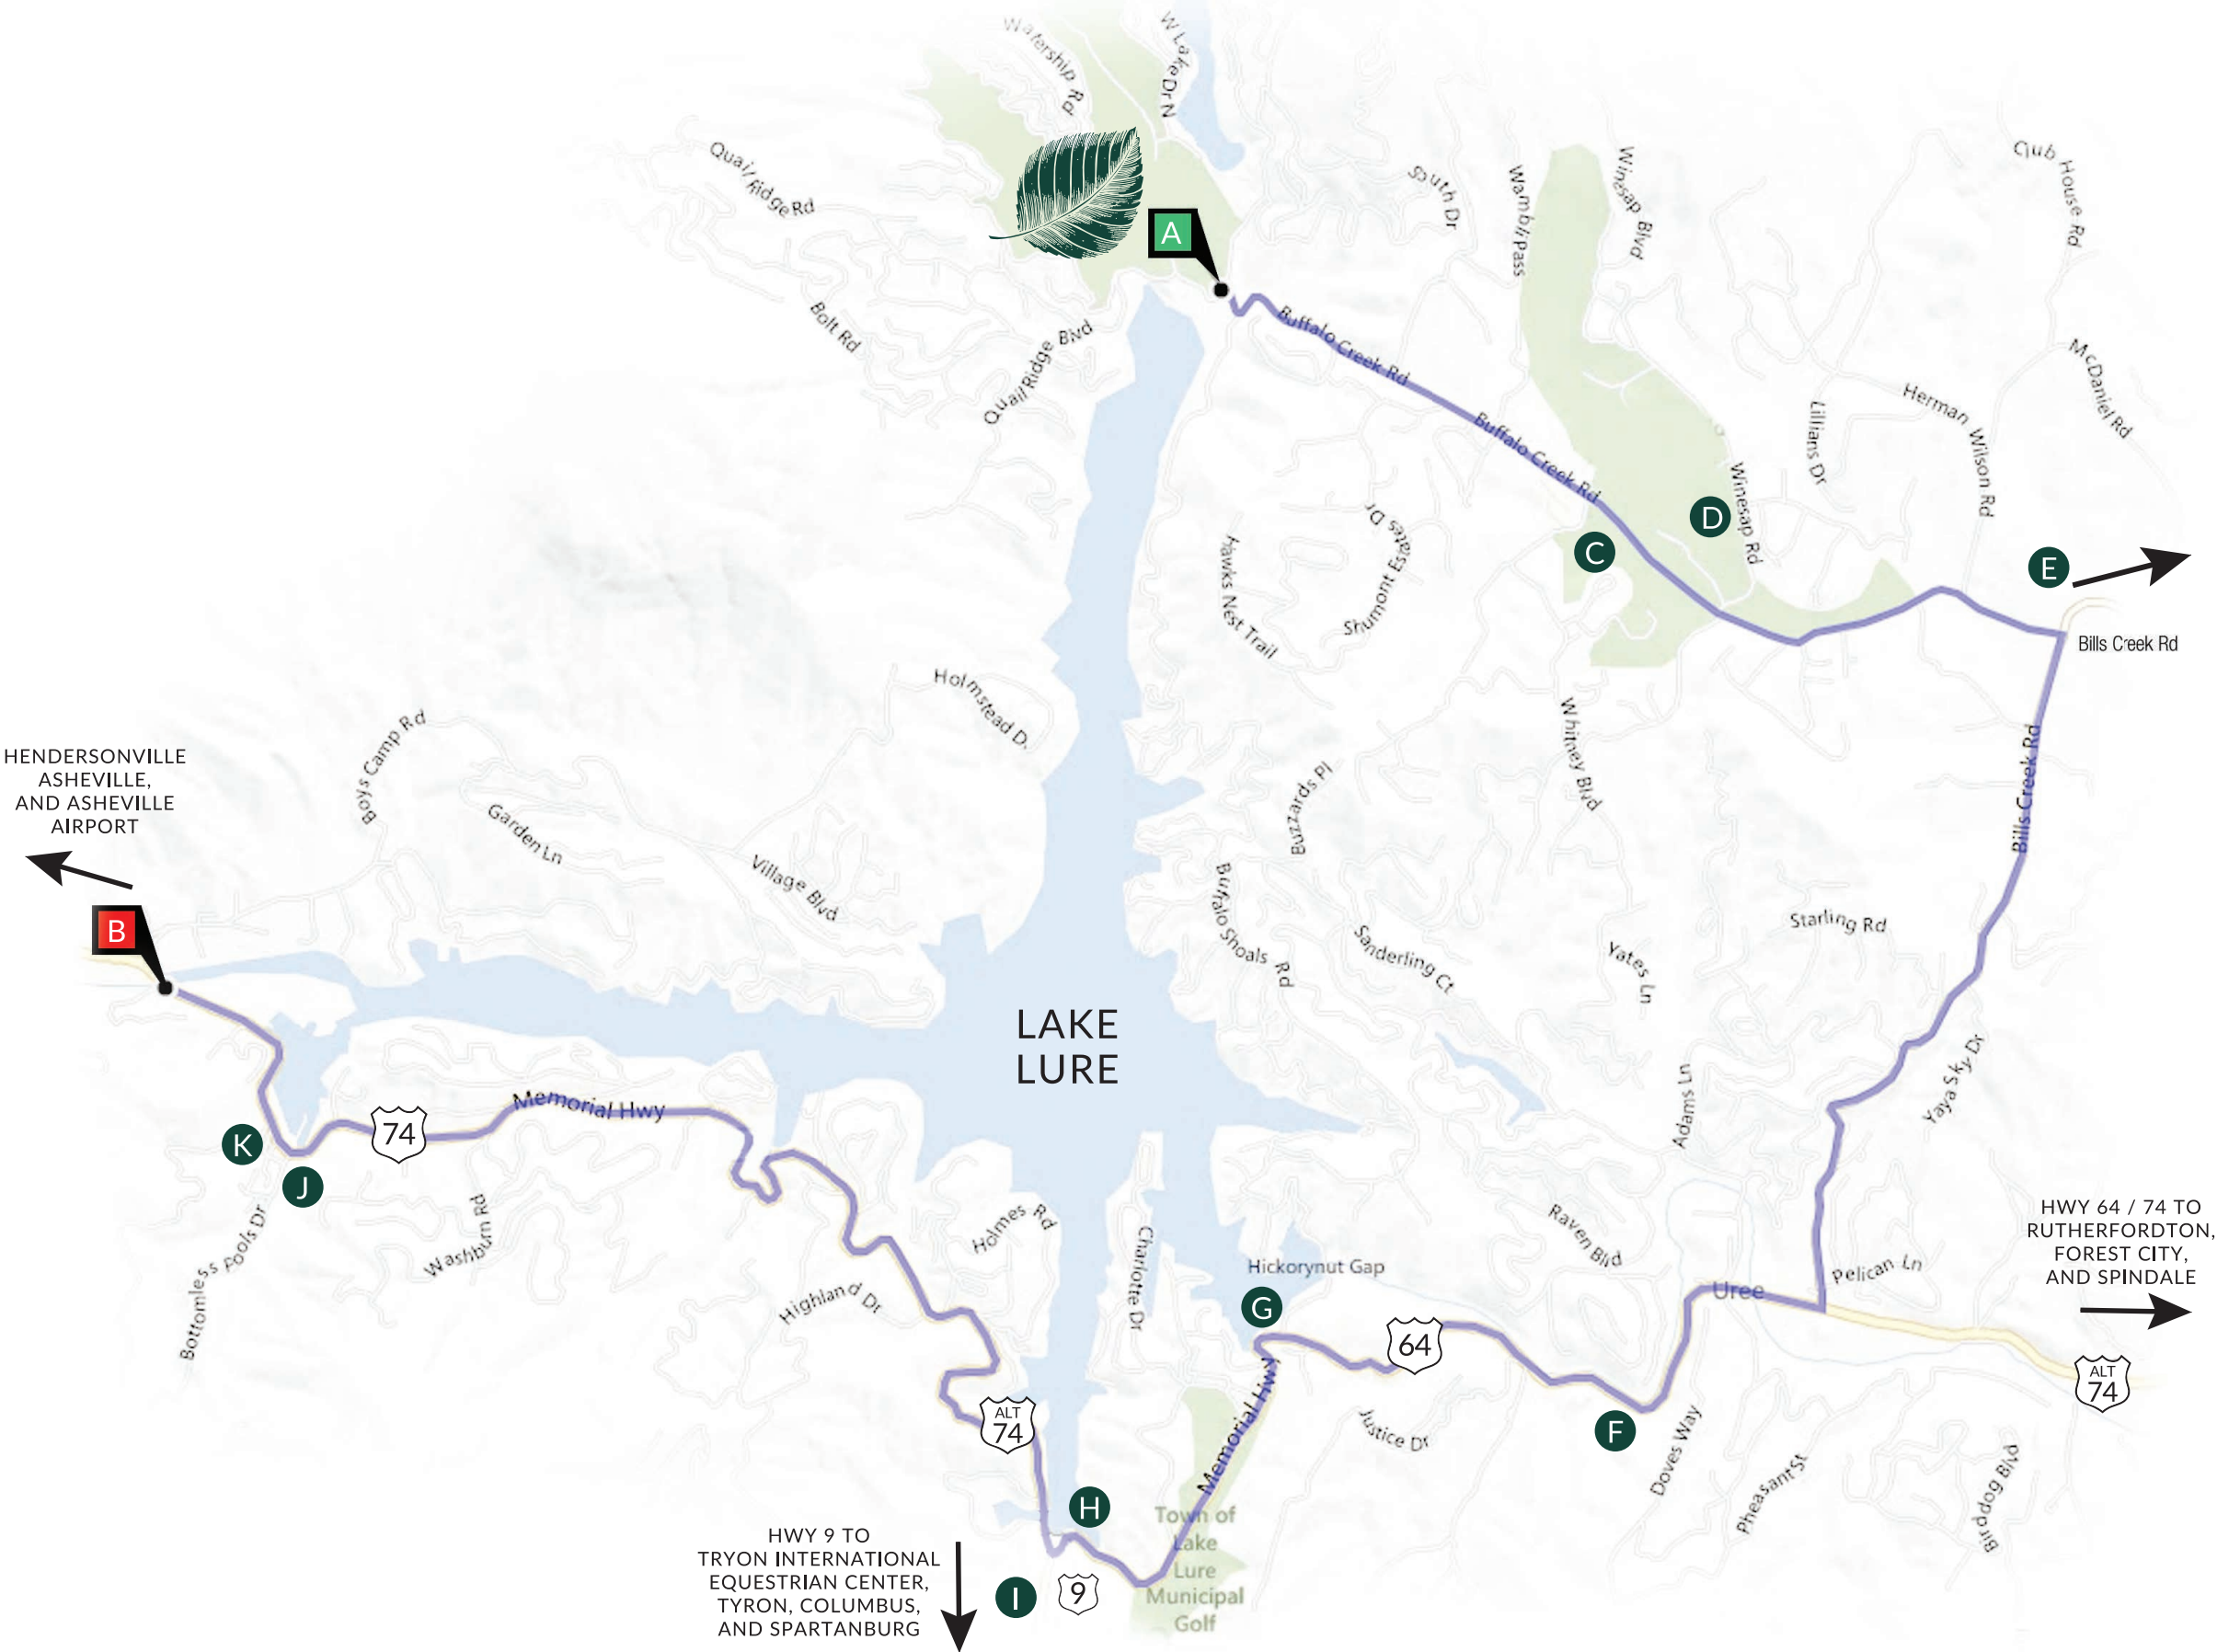 Watership Rd
W Lake Dr N
Quail Ridge Rd
A
South Dr
Wambli Pass
Winesap Blvd
Club House Rd
Bolt Rd
Quail Ridge Blvd
Buffalo Creek Rd
Buffalo Creek Rd
McDaniel Rd
Lillians Dr
Herman Wilson Rd
Winesap Rd
D
C
E
Shumont Estates Dr
Hawks Nest Trail
Bills Creek Rd
Holmstead D.
Boys Camp Rd
HENDERSONVILLE
ASHEVILLE,
AND ASHEVILLE
AIRPORT
Whitney Blvd
Bills Creek Rd
Buzzards Pl
Garden Ln
Village Blvd
B
Buffalo Shoals Rd
Sanderling Ct
Yates Ln
Starling Rd
LAKE
LURE
Yaya Sky Dr
Adams Ln
Memorial Hwy
74
K
J
Washburn Rd
Bottomless Pools Dr
Holmes Rd
Charlotte Dr
Highland Dr
Hickorynut Gap
G
Raven Blvd
Uree
Pelican Ln
HWY 64 / 74 TO
RUTHERFORDTON,
FOREST CITY,
AND SPINDALE
64
ALT
74
ALT
74
Memorial Hwy
Justice Dr
F
Doves Way
Pheasant St
Birddog Blvd
H
Town of
Lake
Lure
Municipal
Golf
HWY 9 TO
TRYON INTERNATIONAL
EQUESTRIAN CENTER,
TYRON, COLUMBUS,
AND SPARTANBURG
I
9